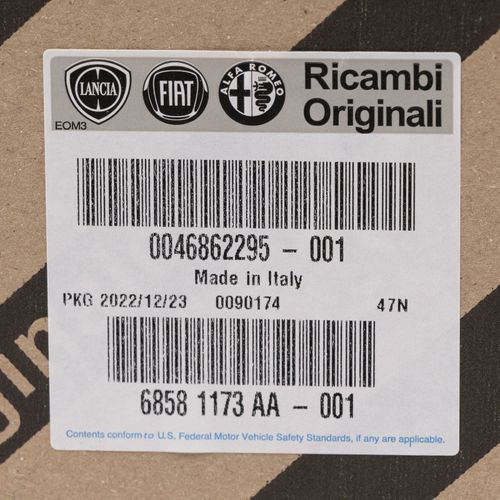 LANCIA FIAT ALFA ROMEO Ricambi
Originali
EOM3
0046862295 - 001
Made in Italy
PKG 2022/12/23 0090174 47N
6858 1173 AA - 001
Contents conform to U.S. Federal Motor Vehicle Safety Standards, if any are applicable.